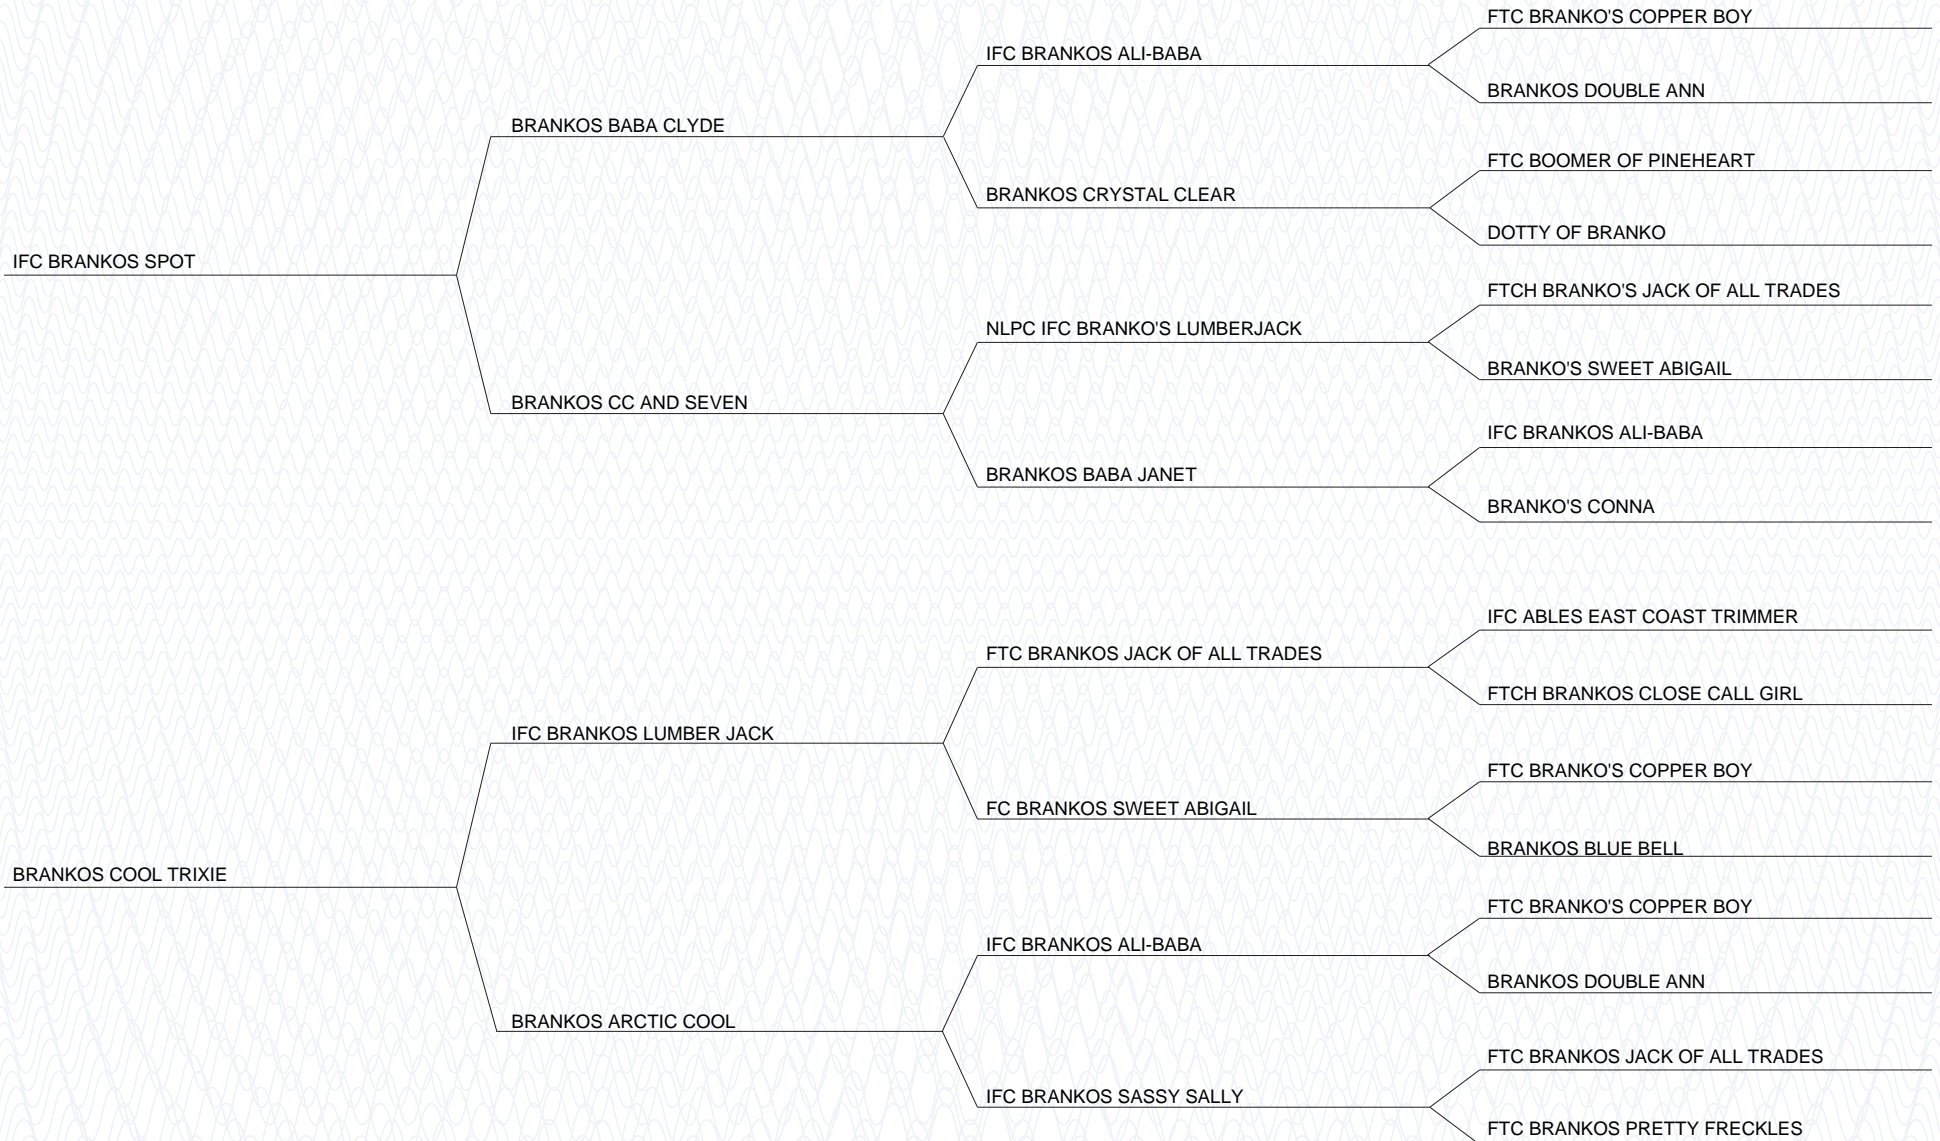 FTC BRANKO'S COPPER BOY
IFC BRANKOS ALI-BABA
BRANKOS DOUBLE ANN
BRANKOS BABA CLYDE
FTC BOOMER OF PINEHEART
BRANKOS CRYSTAL CLEAR
DOTTY OF BRANKO
IFC BRANKOS SPOT
FTCH BRANKO'S JACK OF ALL TRADES
NLPC IFC BRANKO'S LUMBERJACK
BRANKO'S SWEET ABIGAIL
BRANKOS CC AND SEVEN
IFC BRANKOS ALI-BABA
BRANKOS BABA JANET
BRANKO'S CONNA
IFC ABLES EAST COAST TRIMMER
FTC BRANKOS JACK OF ALL TRADES
FTCH BRANKOS CLOSE CALL GIRL
IFC BRANKOS LUMBER JACK
FTC BRANKO'S COPPER BOY
FC BRANKOS SWEET ABIGAIL
BRANKOS BLUE BELL
BRANKOS COOL TRIXIE
FTC BRANKO'S COPPER BOY
IFC BRANKOS ALI-BABA
BRANKOS DOUBLE ANN
BRANKOS ARCTIC COOL
FTC BRANKOS JACK OF ALL TRADES
IFC BRANKOS SASSY SALLY
FTC BRANKOS PRETTY FRECKLES